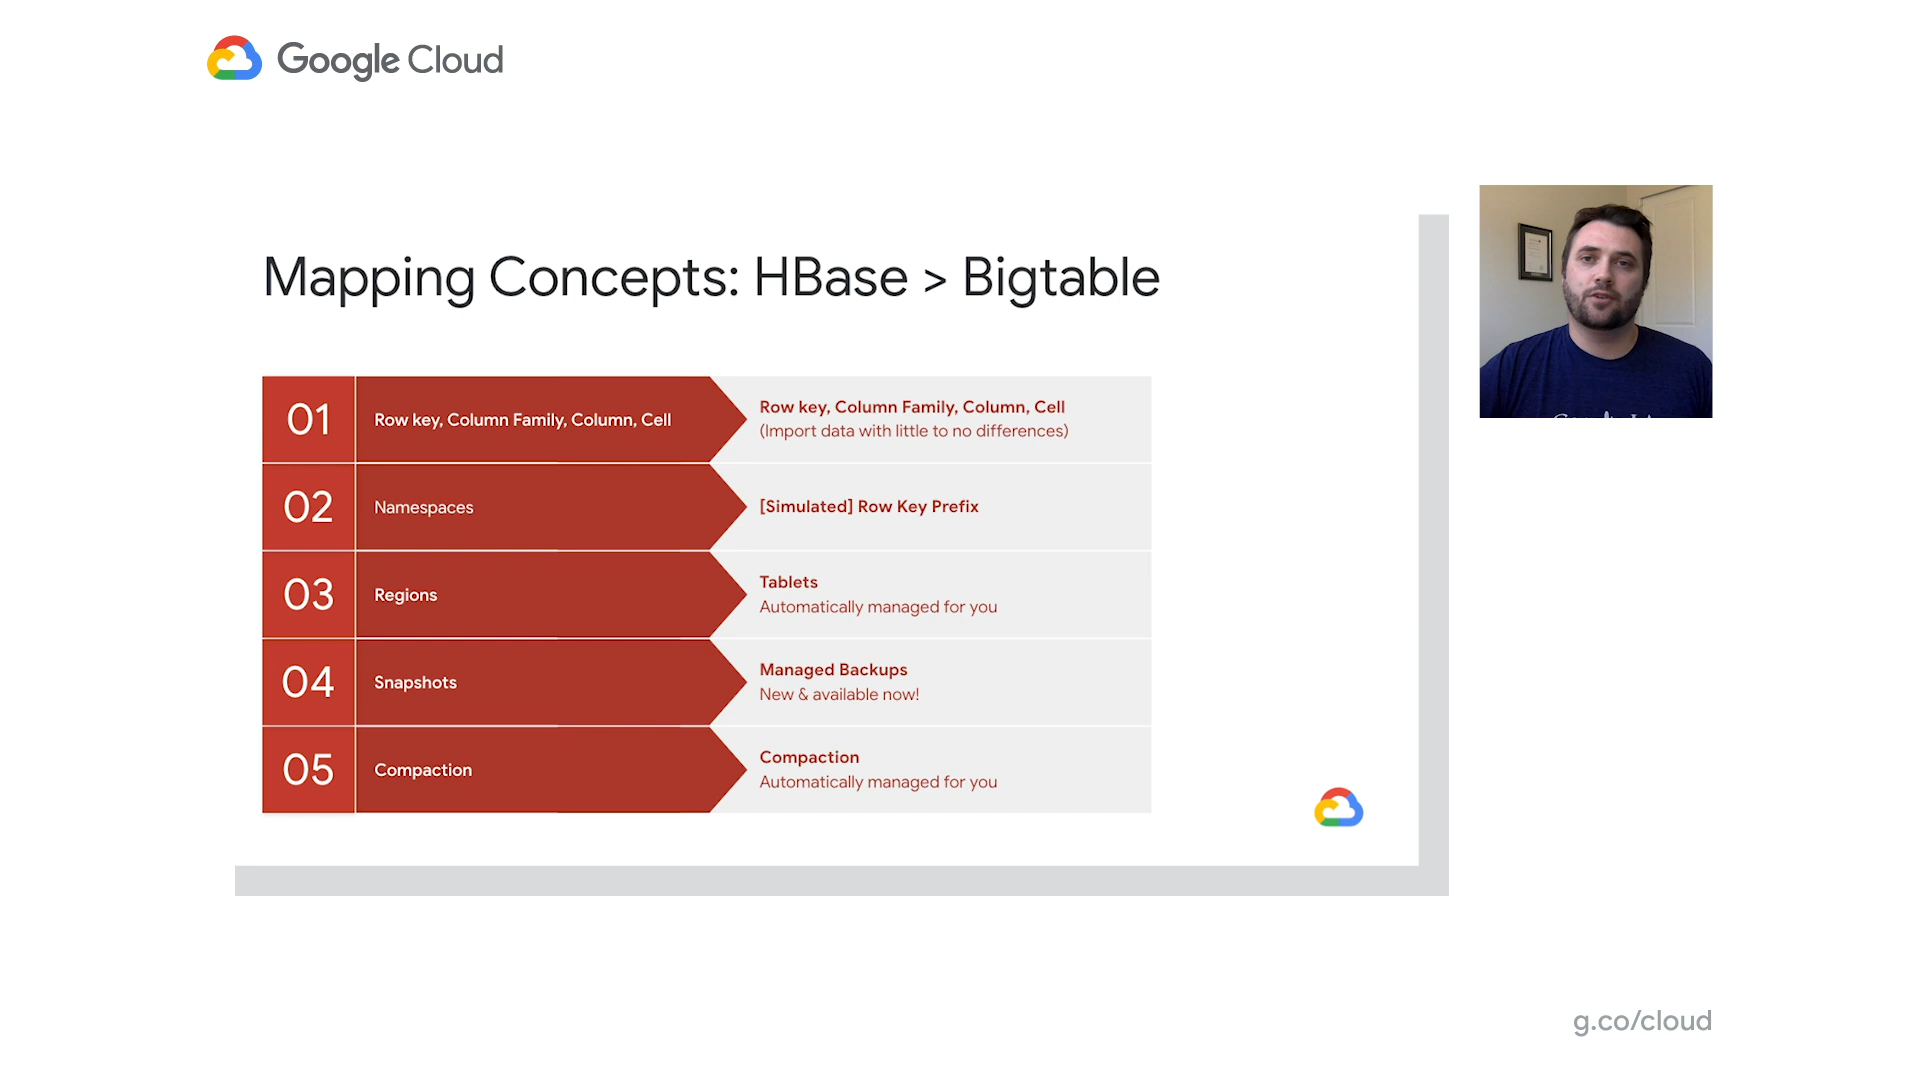 Google Cloud
Mapping Concepts: HBase > Bigtable
01
Row key, Column Family, Column, Cell
Row key, Column Family, Column, Cell
(Import data with little to no differences)
02
Namespaces
[Simulated] Row Key Prefix
03
Regions
Tablets
Automatically managed for you
04
Snapshots
Managed Backups
New & available now!
05
Compaction
Compaction
Automatically managed for you
g.co/cloud